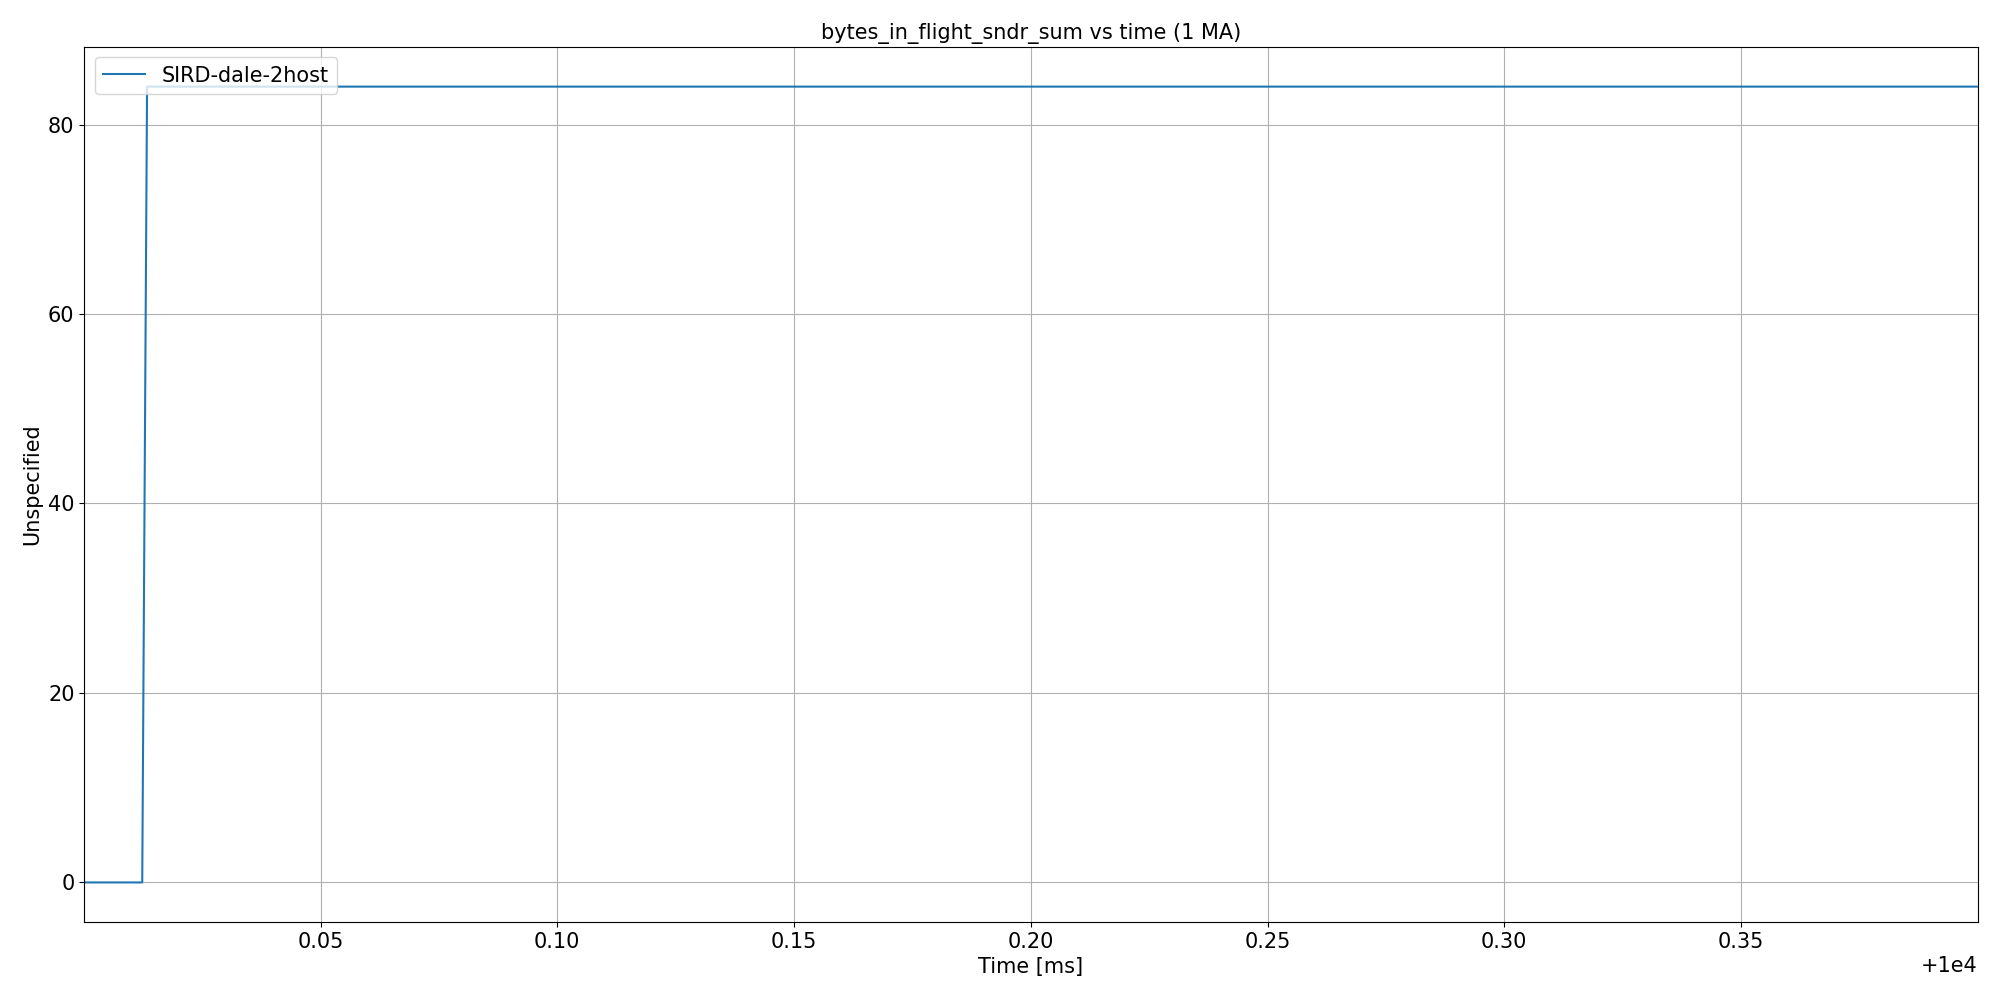 bytes_in_flight_sndr_sum vs time (1 MA)
SIRD-dale-2host
Unspecified
80
60
40
20
0
0.05 0.10 0.15 0.20 0.25 0.30 0.35
Time [ms]
+1e4